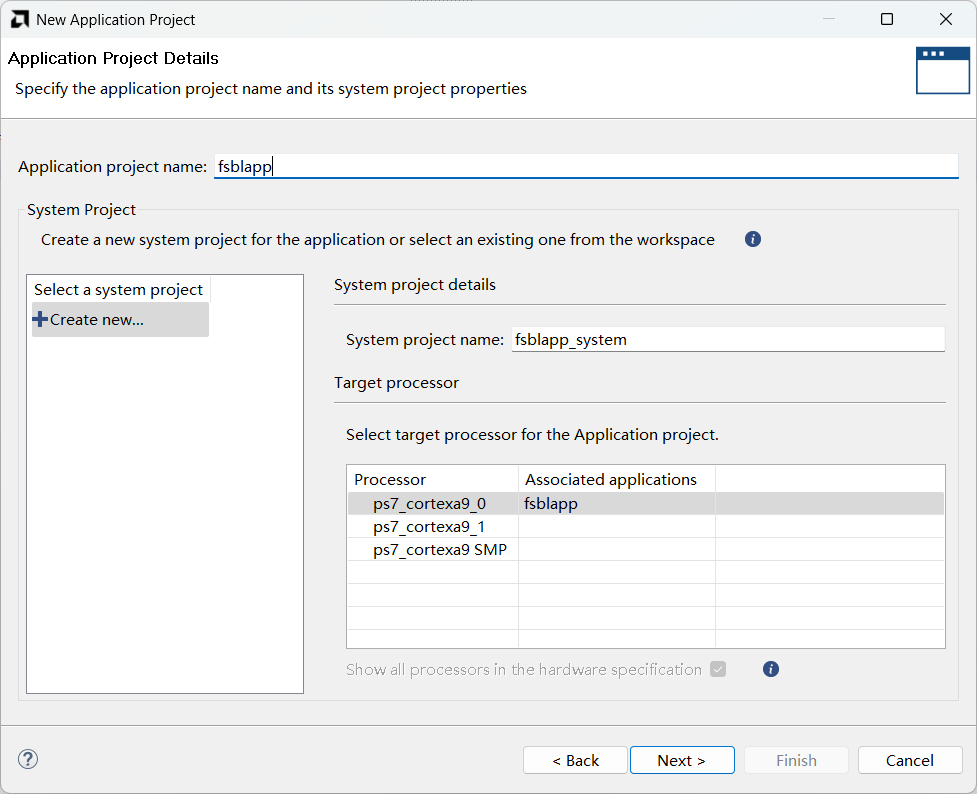 New Application Project
Application Project Details
Specify the application project name and its system project properties
Application project name: fsblapp
System Project
Create a new system project for the application or select an existing one from the workspace
Select a system project
Create new...
System project details
System project name: fsblapp_system
Target processor
Select target processor for the Application project.
Processor Associated applications
ps7_cortexa9_0 fsblapp
ps7_cortexa9_1
ps7_cortexa9 SMP
Show all processors in the hardware specification
< Back Next > Finish Cancel